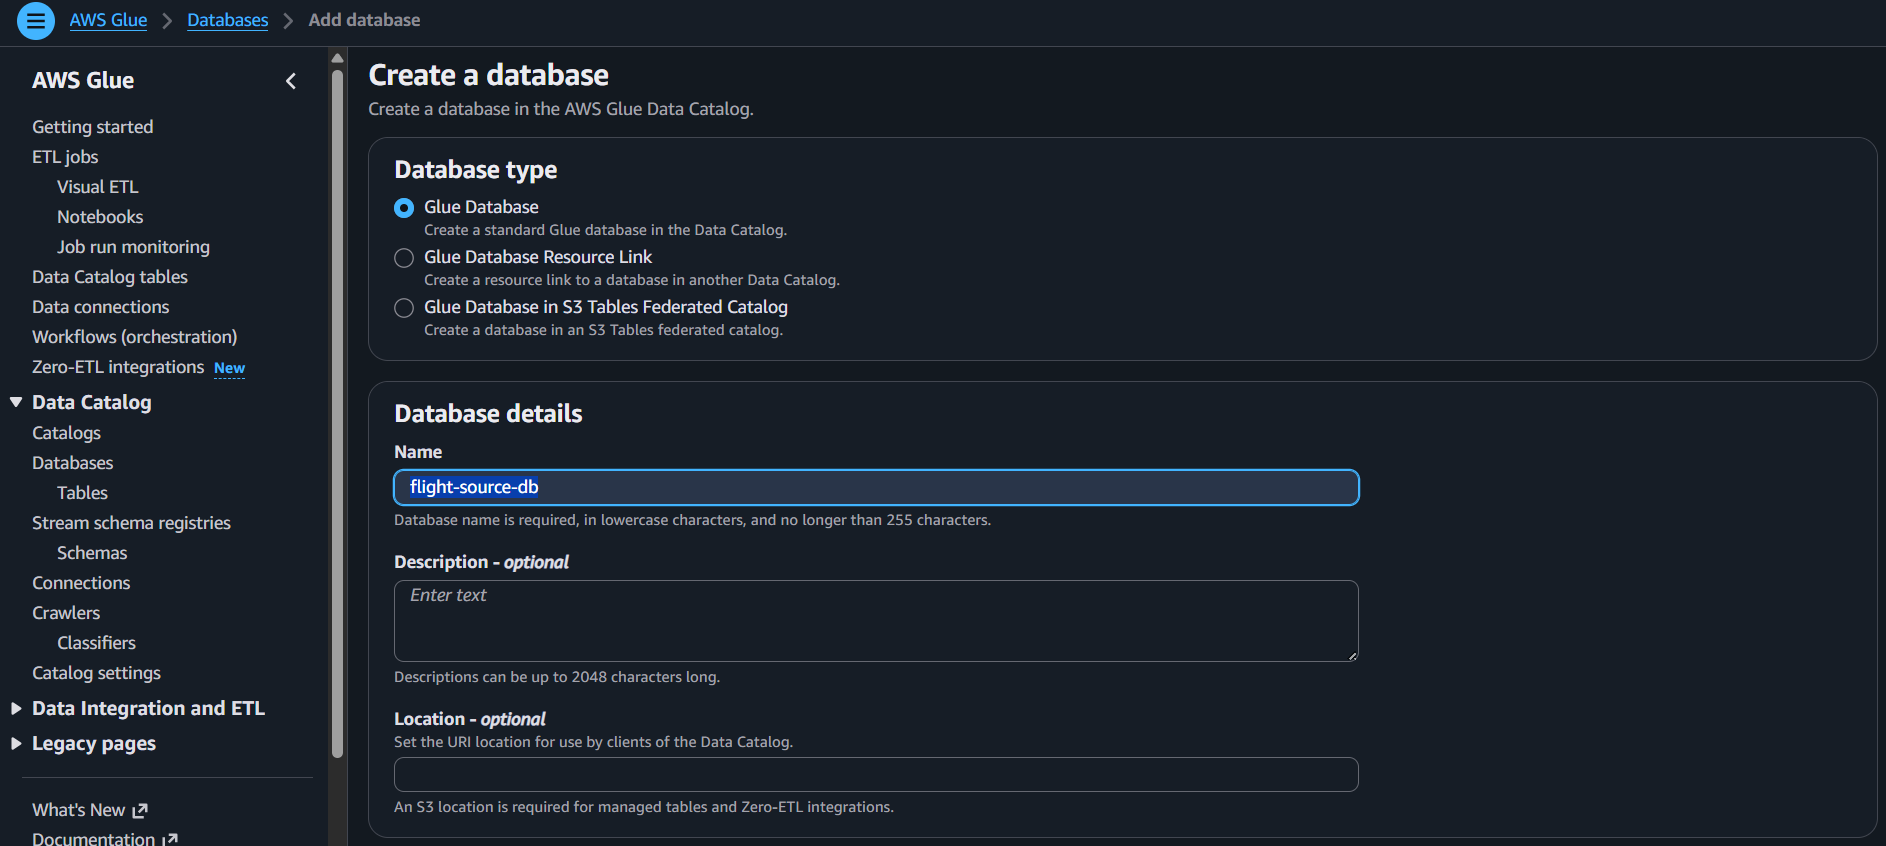 AWS Glue > Databases > Add database
AWS Glue
Getting started
ETL jobs
Visual ETL
Notebooks
Job run monitoring
Data Catalog tables
Data connections
Workflows (orchestration)
Zero-ETL integrations New
Data Catalog
Catalogs
Databases
Tables
Stream schema registries
Schemas
Connections
Crawlers
Classifiers
Catalog settings
Data Integration and ETL
Legacy pages
What's New
Documentation
Create a database
Create a database in the AWS Glue Data Catalog.
Database type
Glue Database
Create a standard Glue database in the Data Catalog.
Glue Database Resource Link
Create a resource link to a database in another Data Catalog.
Glue Database in S3 Tables Federated Catalog
Create a database in an S3 Tables federated catalog.
Database details
Name
flight-source-db
Database name is required, in lowercase characters, and no longer than 255 characters.
Description - optional
Enter text
Descriptions can be up to 2048 characters long.
Location - optional
Set the URI location for use by clients of the Data Catalog.
An S3 location is required for managed tables and Zero-ETL integrations.